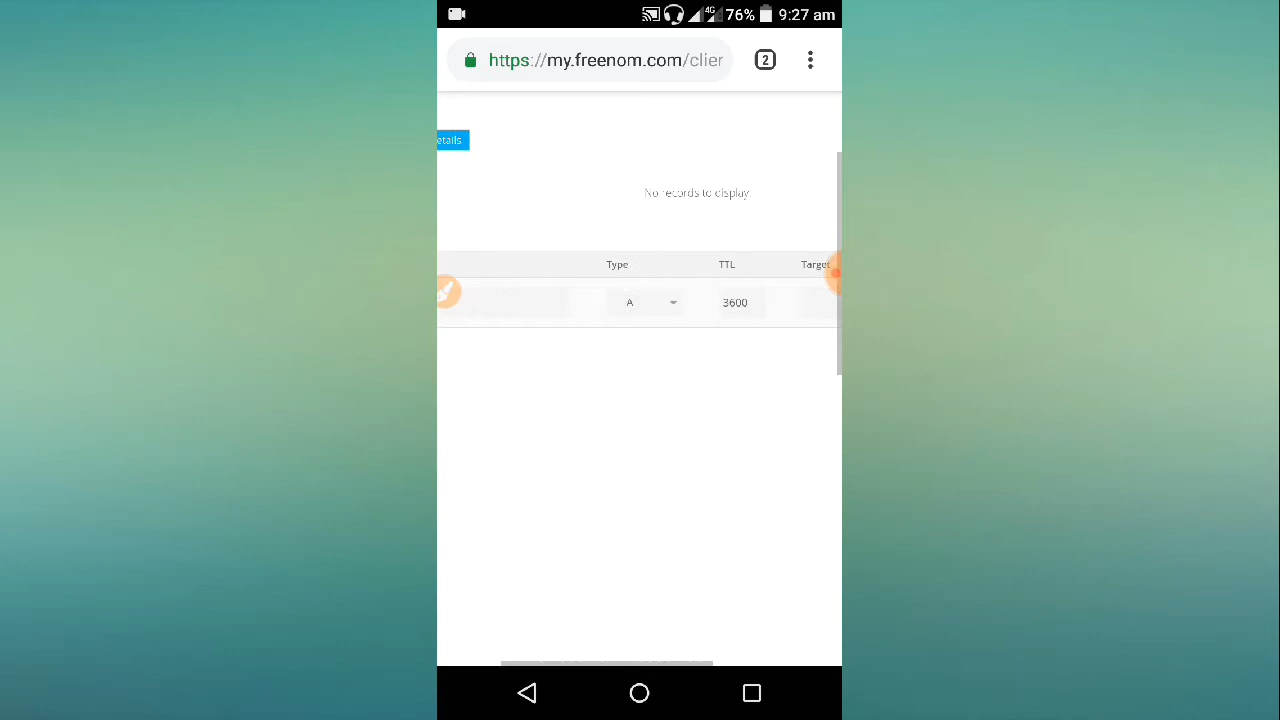 4G 76% 9:27 am
https://my.freenom.com/clier 2
etails
No records to display.
Type TTL Target
A 3600